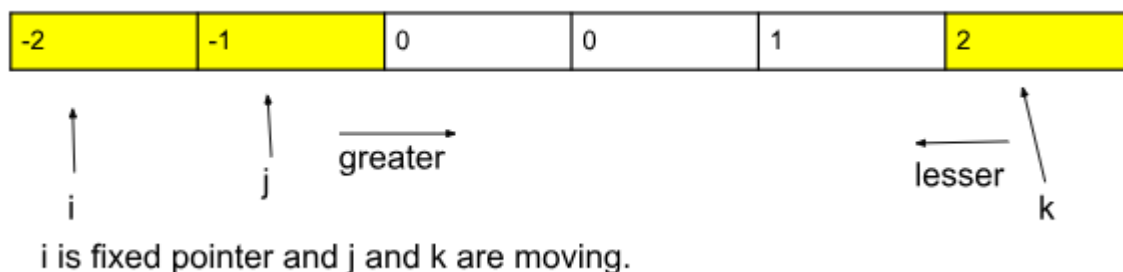 -2 -1 0 0 1 2
greater
lesser
j
i
k
i is fixed pointer and j and k are moving.